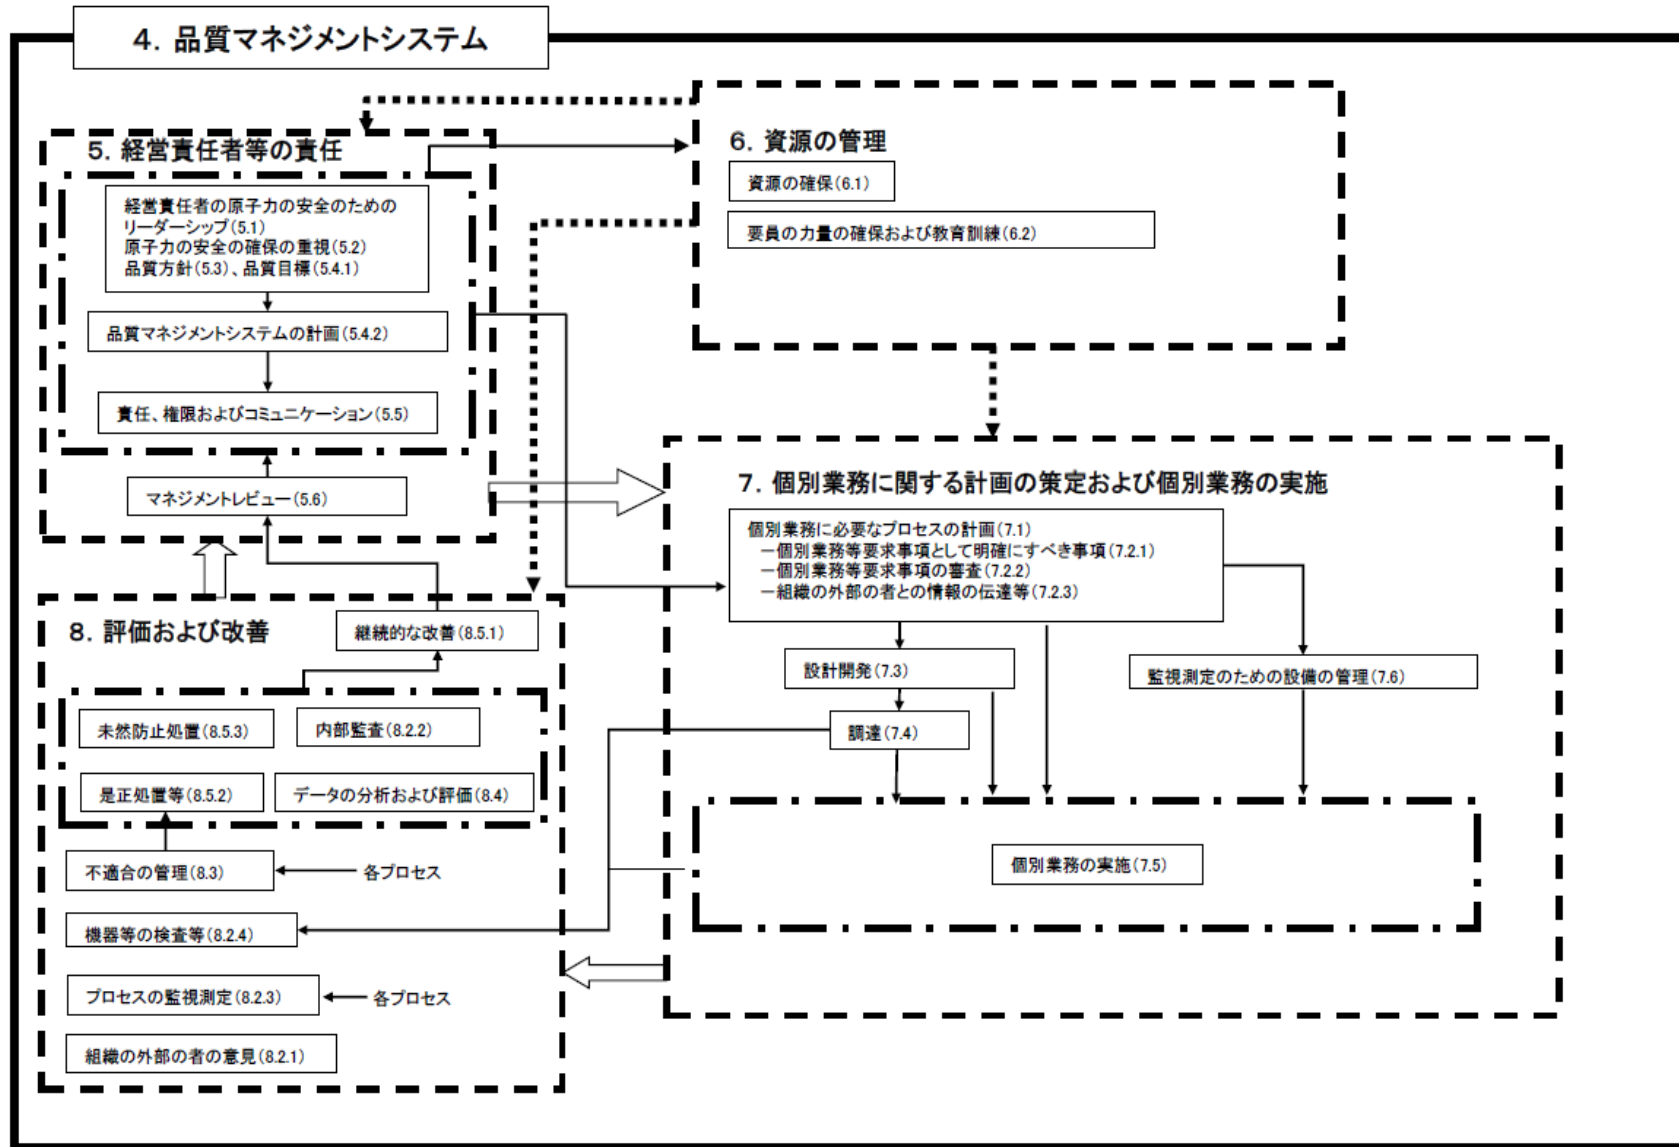 4．品質マネジメントシステム
5．経営責任者等の責任
経営責任者の原子力の安全のための
リーダーシップ(5.1)
原子力の安全の確保の重視(5.2)
品質方針(5.3)、品質目標(5.4.1)
品質マネジメントシステムの計画(5.4.2)
責任、権限およびコミュニケーション(5.5)
マネジメントレビュー(5.6)
6．資源の管理
資源の確保(6.1)
要員の力量の確保および教育訓練(6.2)
7．個別業務に関する計画の策定および個別業務の実施
個別業務に必要なプロセスの計画(7.1)
－個別業務等要求事項として明確にすべき事項(7.2.1)
－個別業務等要求事項の審査(7.2.2)
－組織の外部の者との情報の伝達等(7.2.3)
設計開発(7.3)
監視測定のための設備の管理(7.6)
調達(7.4)
個別業務の実施(7.5)
8．評価および改善
継続的な改善(8.5.1)
未然防止処置(8.5.3)
内部監査(8.2.2)
是正処置等(8.5.2)
データの分析および評価(8.4)
不適合の管理(8.3)
各プロセス
機器等の検査等(8.2.4)
プロセスの監視測定(8.2.3)
各プロセス
組織の外部の者の意見(8.2.1)